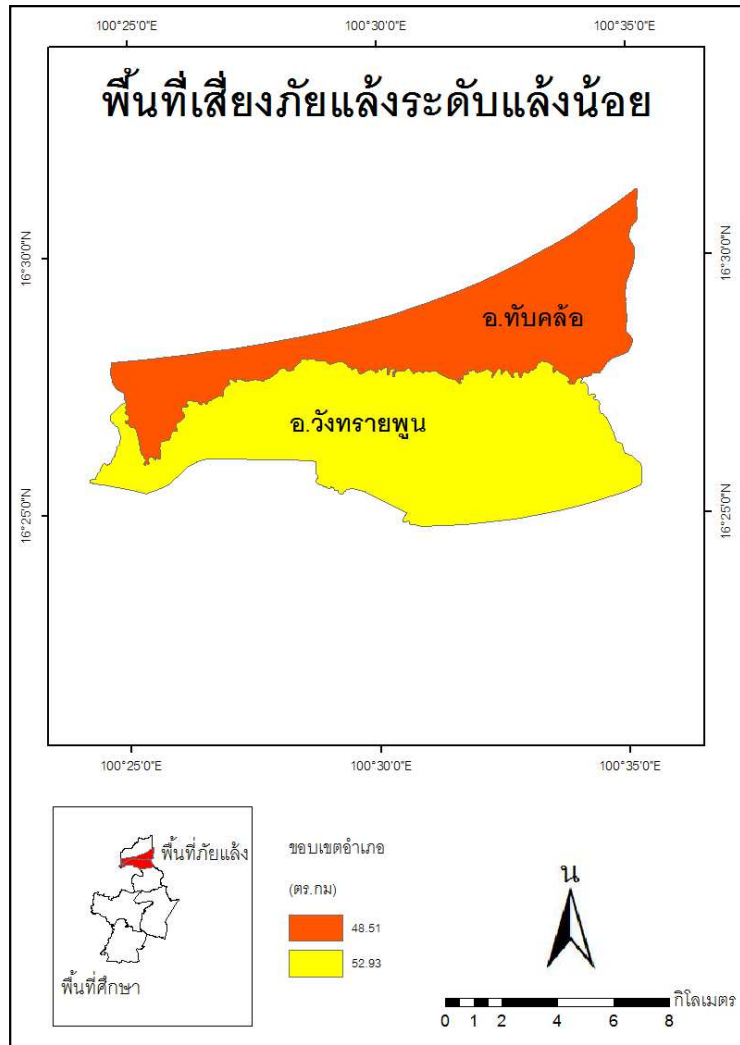 100°25'0"E 100°30'0"E 100°35'0"E
พื้นที่เสี่ยงภัยแล้งระดับแล้งน้อย
16°30'0"N 16°30'0"N
อ.ทับคล้อ
อ.วังทรายพูน
16°25'0"N 16°25'0"N
100°25'0"E 100°30'0"E 100°35'0"E
พื้นที่ภัยแล้ง
พื้นที่ศึกษา
ขอบเขตอำเภอ
(ตร.กม)
48.51
52.93
น
กิโลเมตร
0 1 2 4 6 8